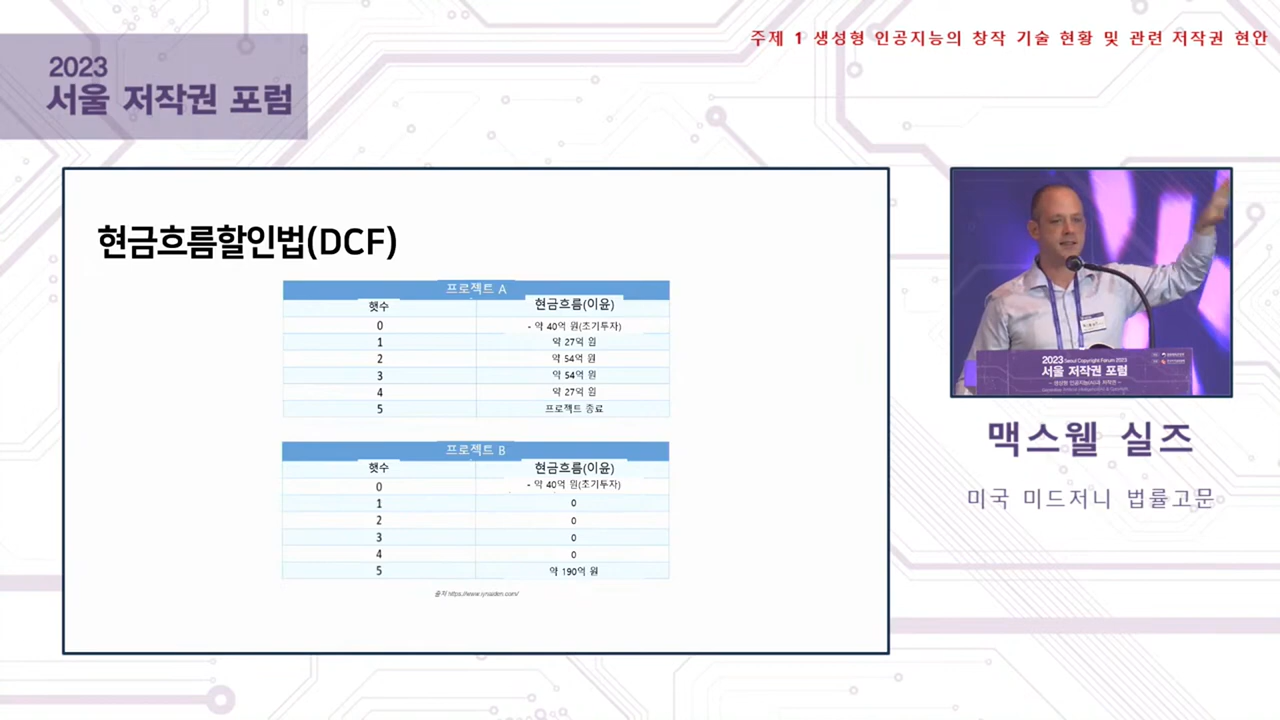 주제 1 생성형 인공지능의 창작 기술 현황 및 관련 저작권 현안
2023
서울 저작권 포럼
현금흐름할인법(DCF)
프로젝트 A
햇수 현금흐름(이윤)
0 - 약 40억 원(초기투자)
1 약 27억 원
2 약 54억 원
3 약 54억 원
4 약 27억 원
5 프로젝트 종료
프로젝트 B
햇수 현금흐름(이윤)
0 - 약 40억 원(초기투자)
1 0
2 0
3 0
4 0
5 약 190억 원
2023 Seoul Copyright Forum 2023
서울 저작권 포럼
맥스웰 실즈
미국 미드저니 법률고문